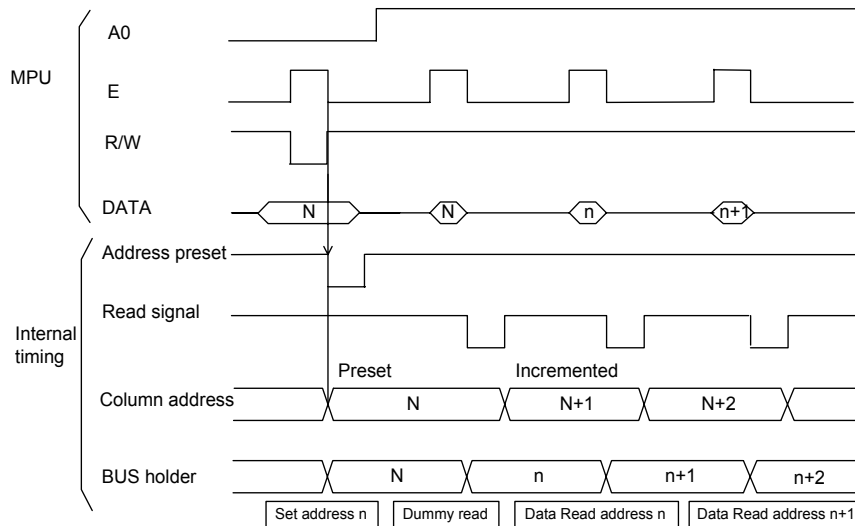 MPU
A0
E
R/W
DATA N N n n+1
Internal timing
Address preset
Read signal
Preset Incremented
Column address N N+1 N+2
BUS holder N n n+1 n+2
Set address n Dummy read Data Read address n Data Read address n+1